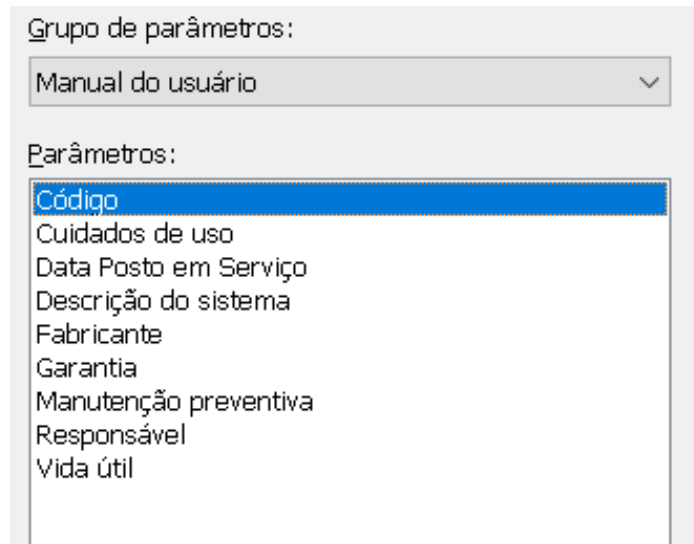 Grupo de parâmetros:
Manual do usuário
Parâmetros:
Código
Cuidados de uso
Data Posto em Serviço
Descrição do sistema
Fabricante
Garantia
Manutenção preventiva
Responsável
Vida útil